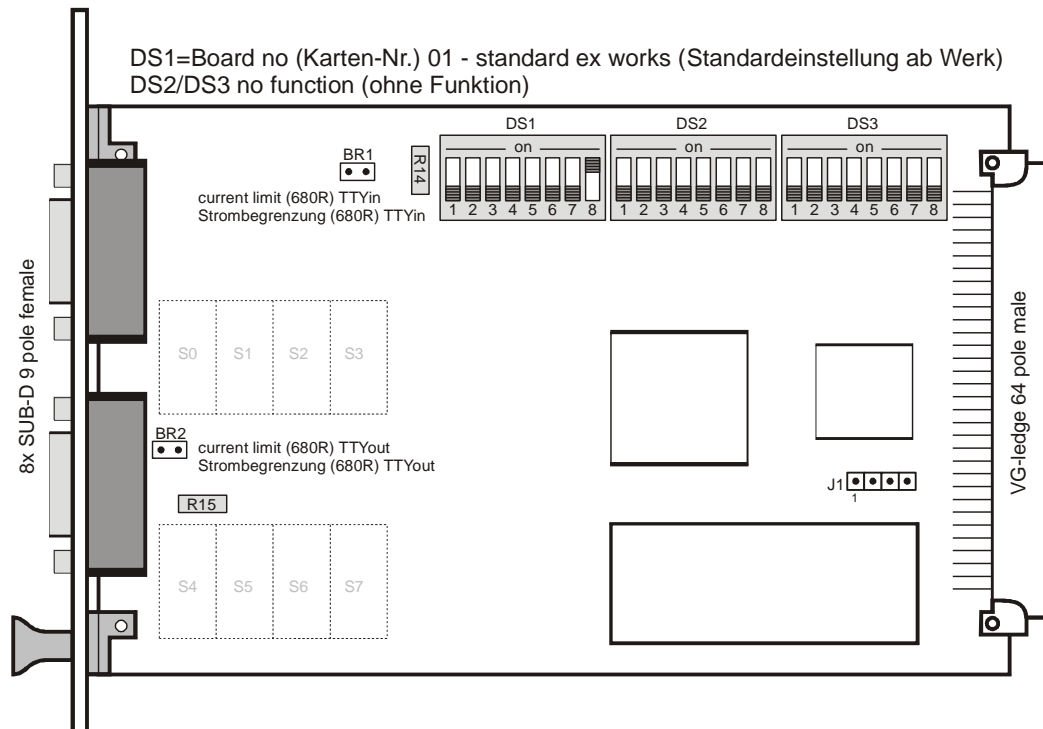 DS1=Board no (Karten-Nr.) 01 - standard ex works (Standardeinstellung ab Werk)
DS2/DS3 no function (ohne Funktion)
DS1 DS2 DS3
on on on
BR1
R14
1 2 3 4 5 6 7 8 1 2 3 4 5 6 7 8 1 2 3 4 5 6 7 8
current limit (680R) TTYin
Strombegrenzung (680R) TTYin
8x SUB-D 9 pole female
VG-ledge 64 pole male
S0 S1 S2 S3
BR2
current limit (680R) TTYout
Strombegrenzung (680R) TTYout
J1
1
R15
S4 S5 S6 S7